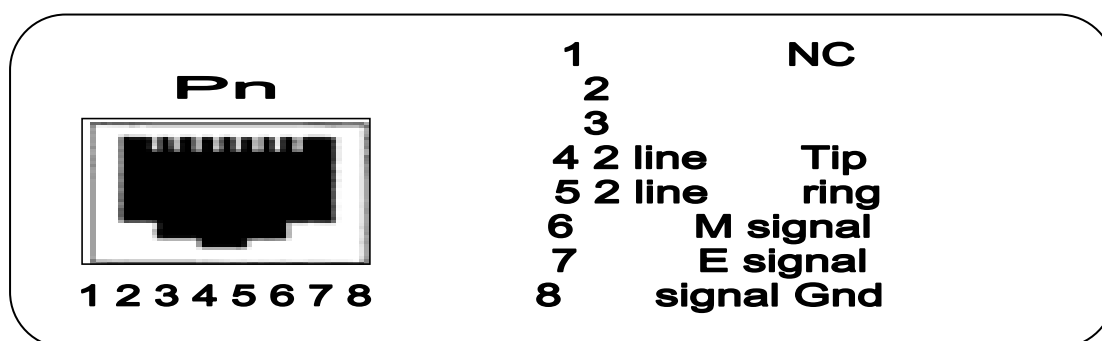 Pn
1 2 3 4 5 6 7 8
1 NC
2
3
4 2 line Tip
5 2 line ring
6 M signal
7 E signal
8 signal Gnd